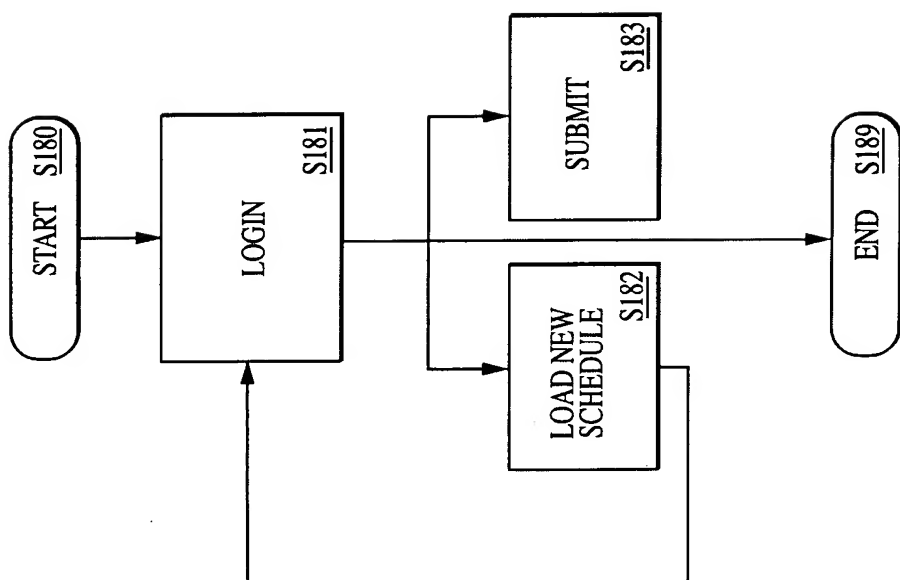 START S180
LOGIN
S181
LOAD NEW
SCHEDULE
S182
SUBMIT
S183
END S189